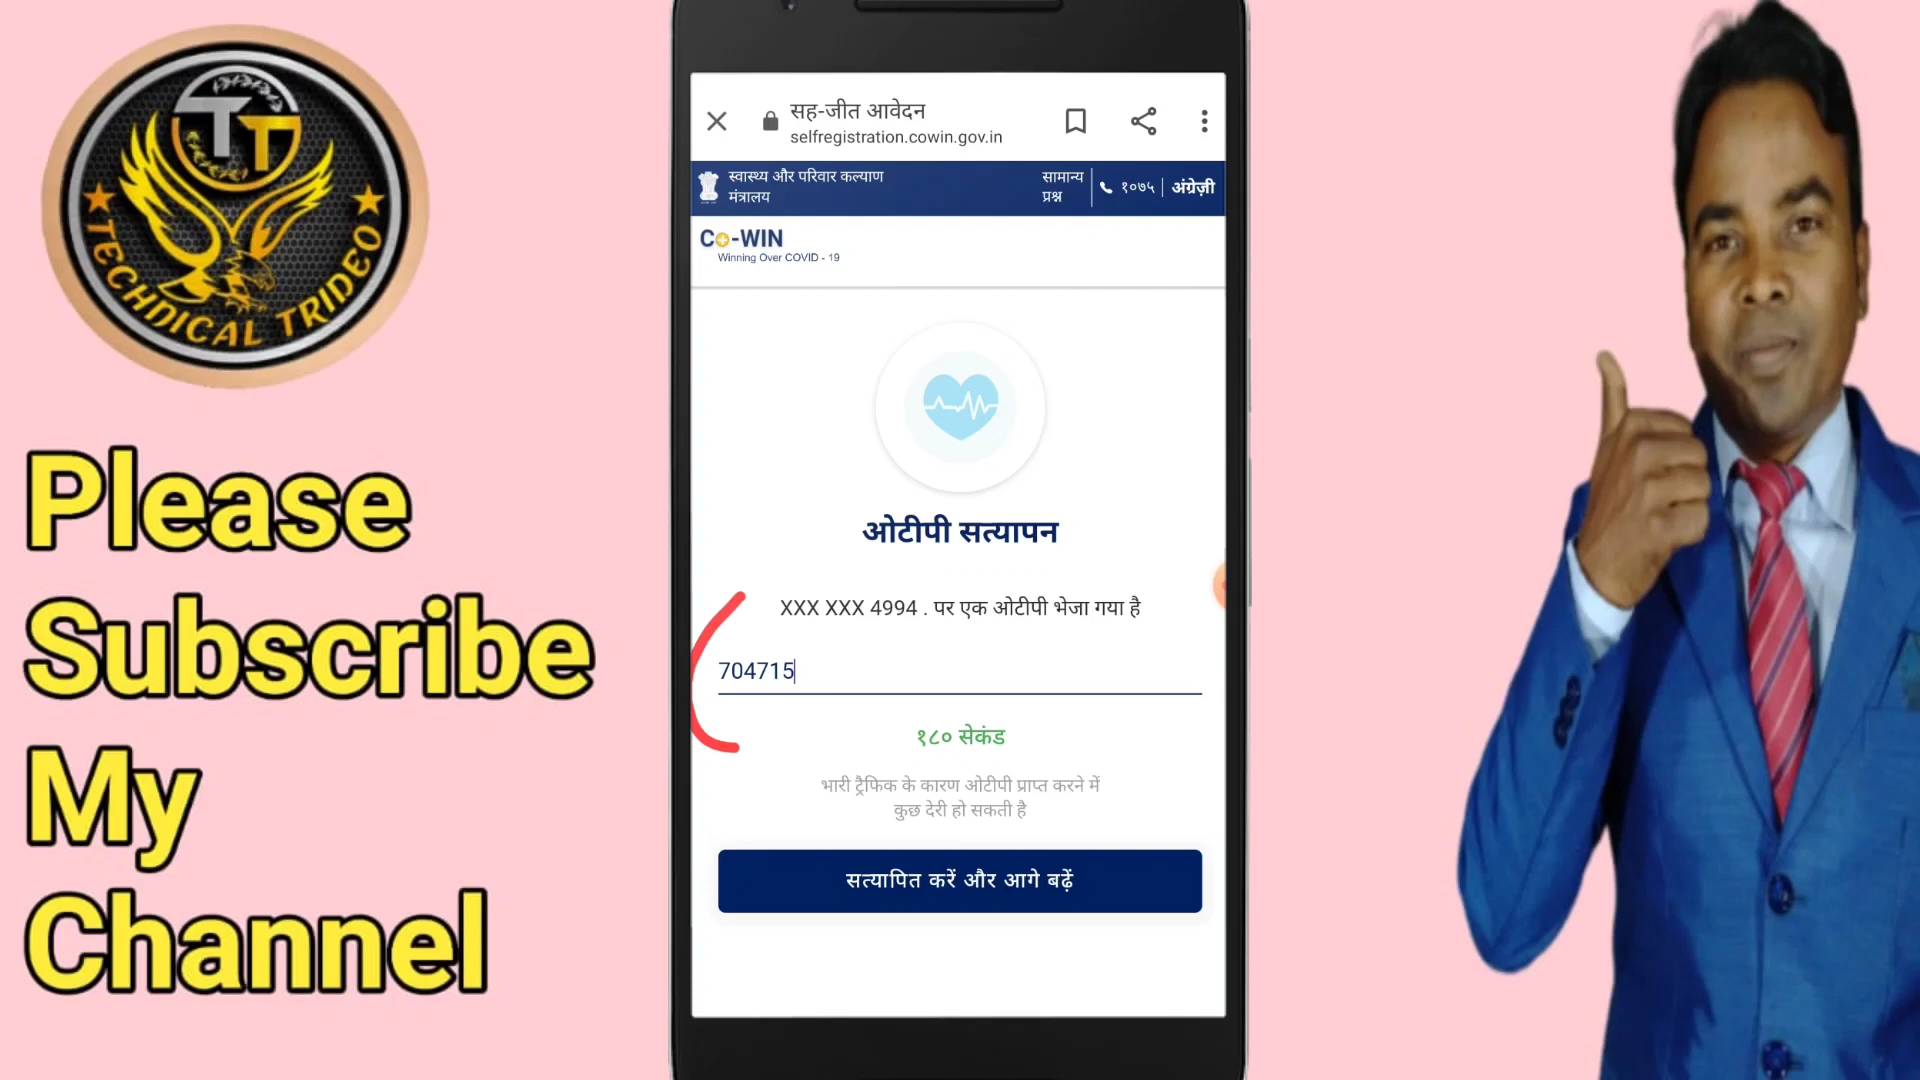 TT
TECHNICAL TRIDEO
Please
Subscribe
My
Channel
सह-जीत आवेदन
selfregistration.cowin.gov.in
स्वास्थ्य और परिवार कल्याण
मंत्रालय
सामान्य
प्रश्न
१०७५
अंग्रेज़ी
Co-WIN
Winning Over COVID - 19
ओटीपी सत्यापन
XXX XXX 4994 . पर एक ओटीपी भेजा गया है
704715
१८० सेकंड
भारी ट्रैफिक के कारण ओटीपी प्राप्त करने में
कुछ देरी हो सकती है
सत्यापित करें और आगे बढ़ें